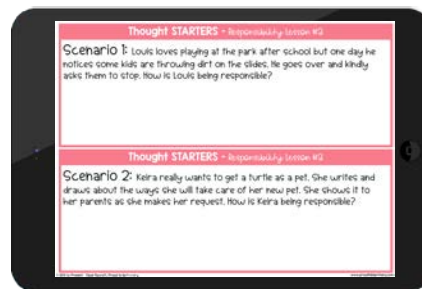 Thought STARTERS • Responsibility Lesson #2
Scenario 1: Louis loves playing at the park after school but one day he
notices some kids are throwing dirt on the slides. He goes over and kindly
asks them to stop. How is Louis being responsible?
Thought STARTERS • Responsibility Lesson #2
Scenario 2: Keira really wants to get a turtle as a pet. She writes and
draws about the ways she will take care of her new pet. She shows it to
her parents as she makes her request. How is Keira being responsible?